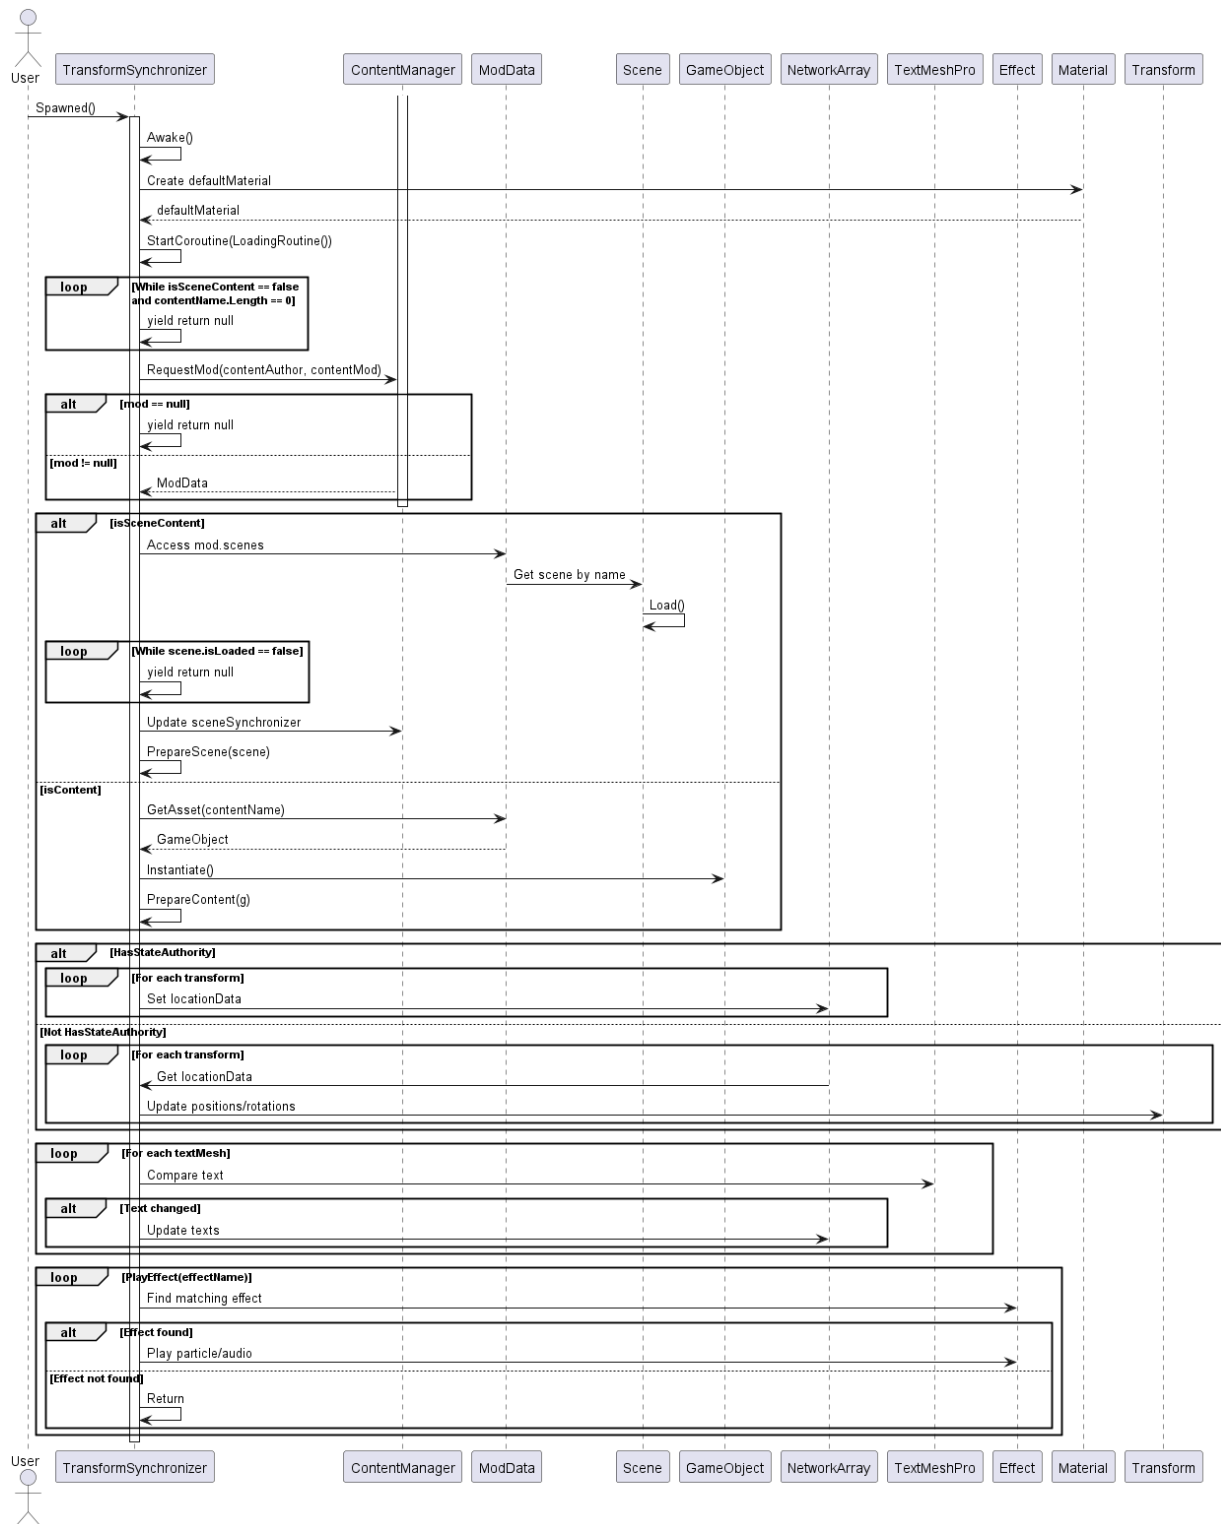 User
TransformSynchronizer
ContentManager
ModData
Scene
GameObject
NetworkArray
TextMeshPro
Effect
Material
Transform
Spawned()
Awake()
Create defaultMaterial
defaultMaterial
StartCoroutine(LoadingRoutine())
loop
[While isSceneContent == false
and contentName.Length == 0]
yield return null
RequestMod(contentAuthor, contentMod)
alt
[mod == null]
yield return null
[mod != null]
ModData
alt
[isSceneContent]
Access mod.scenes
Get scene by name
Load()
loop
[While scene.isLoaded == false]
yield return null
Update sceneSynchronizer
PrepareScene(scene)
[isContent]
GetAsset(contentName)
GameObject
Instantiate()
PrepareContent(g)
alt
[HasStateAuthority]
loop
[For each transform]
Set locationData
[Not HasStateAuthority]
loop
[For each transform]
Get locationData
Update positions/rotations
loop
[For each textMesh]
Compare text
alt
[Text changed]
Update texts
loop
[PlayEffect(effectName)]
Find matching effect
alt
[Effect found]
Play particle/audio
[Effect not found]
Return
User
TransformSynchronizer
ContentManager
ModData
Scene
GameObject
NetworkArray
TextMeshPro
Effect
Material
Transform